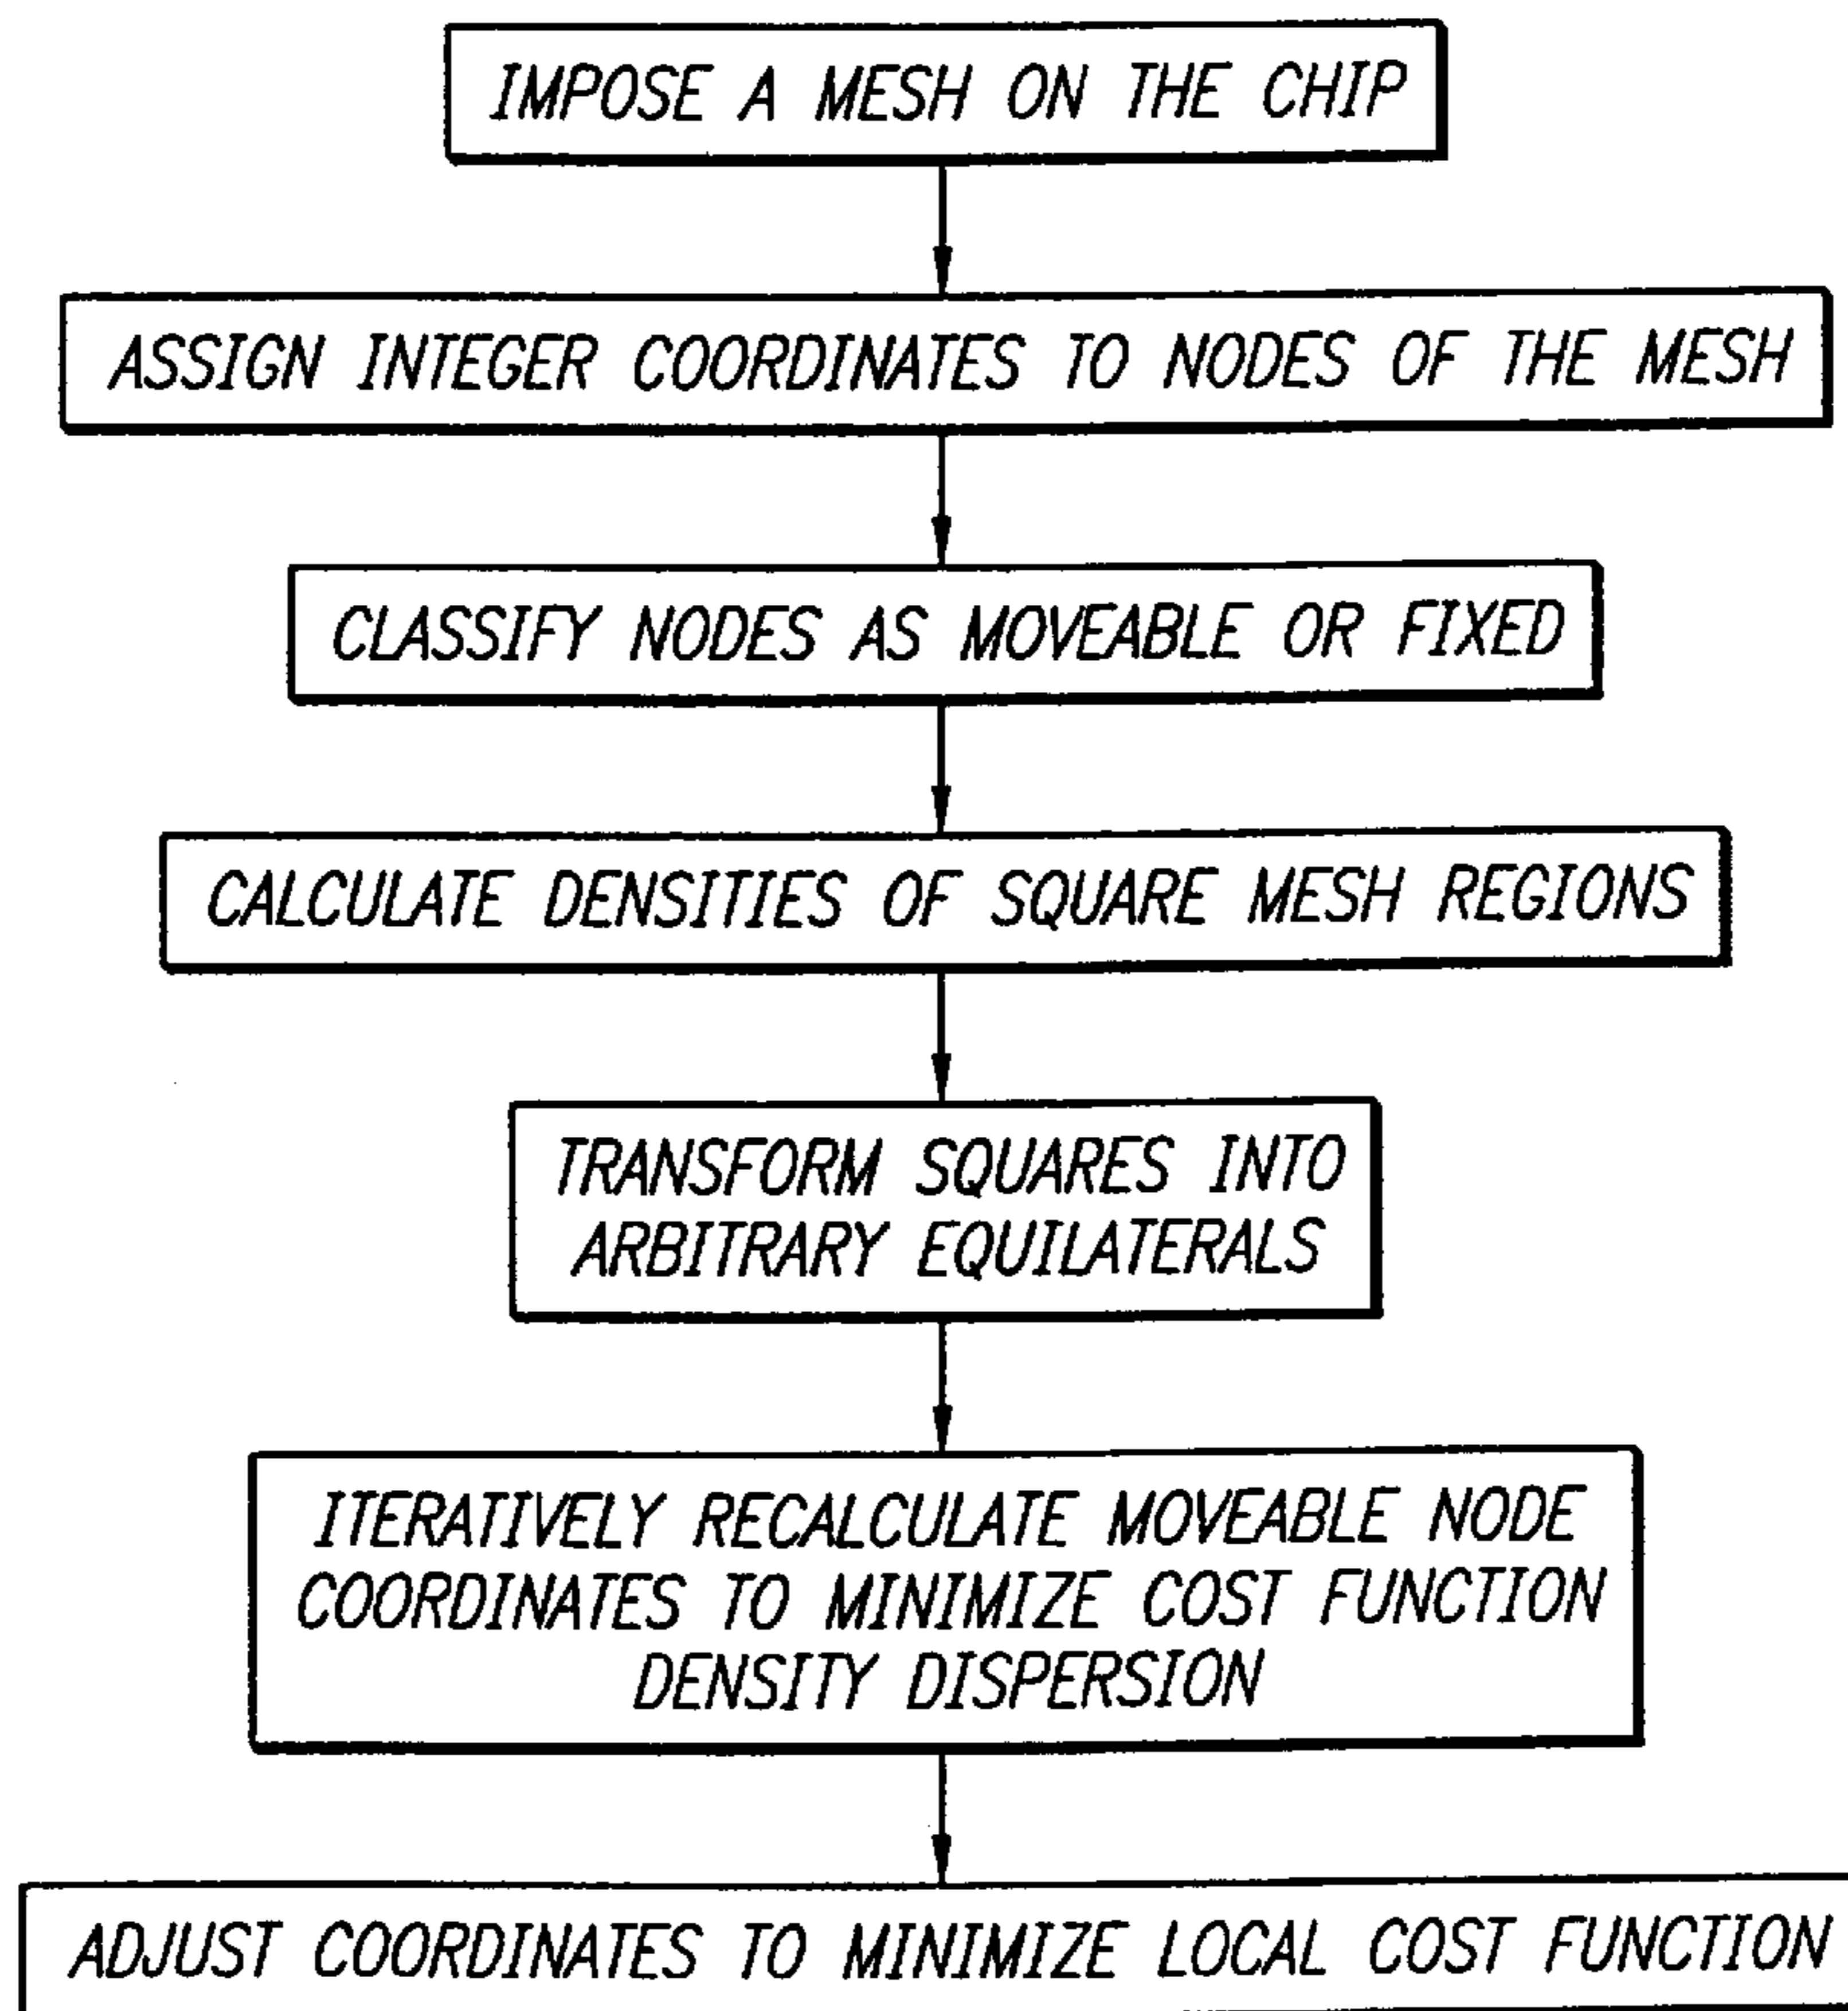 IMPOSE A MESH ON THE CHIP
ASSIGN INTEGER COORDINATES TO NODES OF THE MESH
CLASSIFY NODES AS MOVEABLE OR FIXED
CALCULATE DENSITIES OF SQUARE MESH REGIONS
TRANSFORM SQUARES INTO
ARBITRARY EQUILATERALS
ITERATIVELY RECALCULATE MOVEABLE NODE
COORDINATES TO MINIMIZE COST FUNCTION
DENSITY DISPERSION
ADJUST COORDINATES TO MINIMIZE LOCAL COST FUNCTION